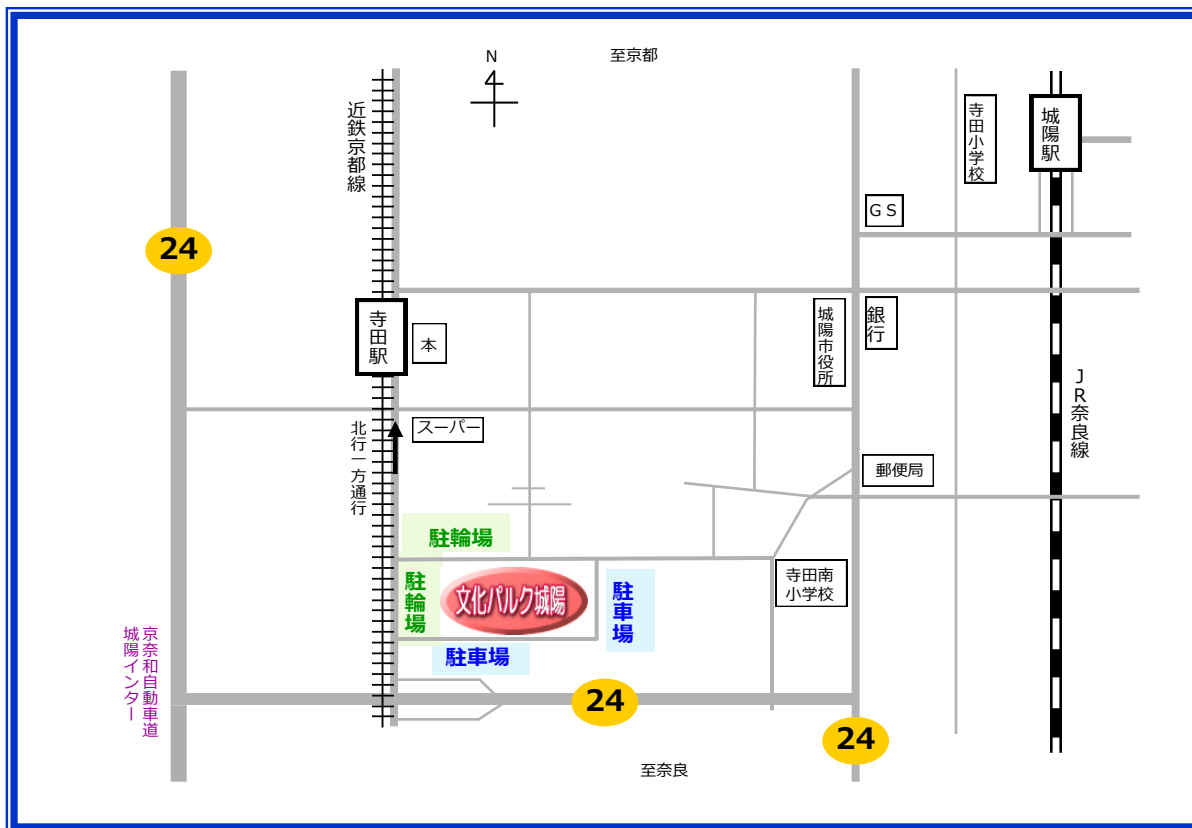 至京都
N
近鉄京都線
寺田小学校
城陽駅
GS
24
寺田駅
本
城陽市役所
銀行
JR奈良線
スーパー
北行一方通行
郵便局
駐輪場
駐輪場
文化パルク城陽
駐車場
寺田南
小学校
駐車場
京奈和自動車道
城陽インター
24
24
至奈良